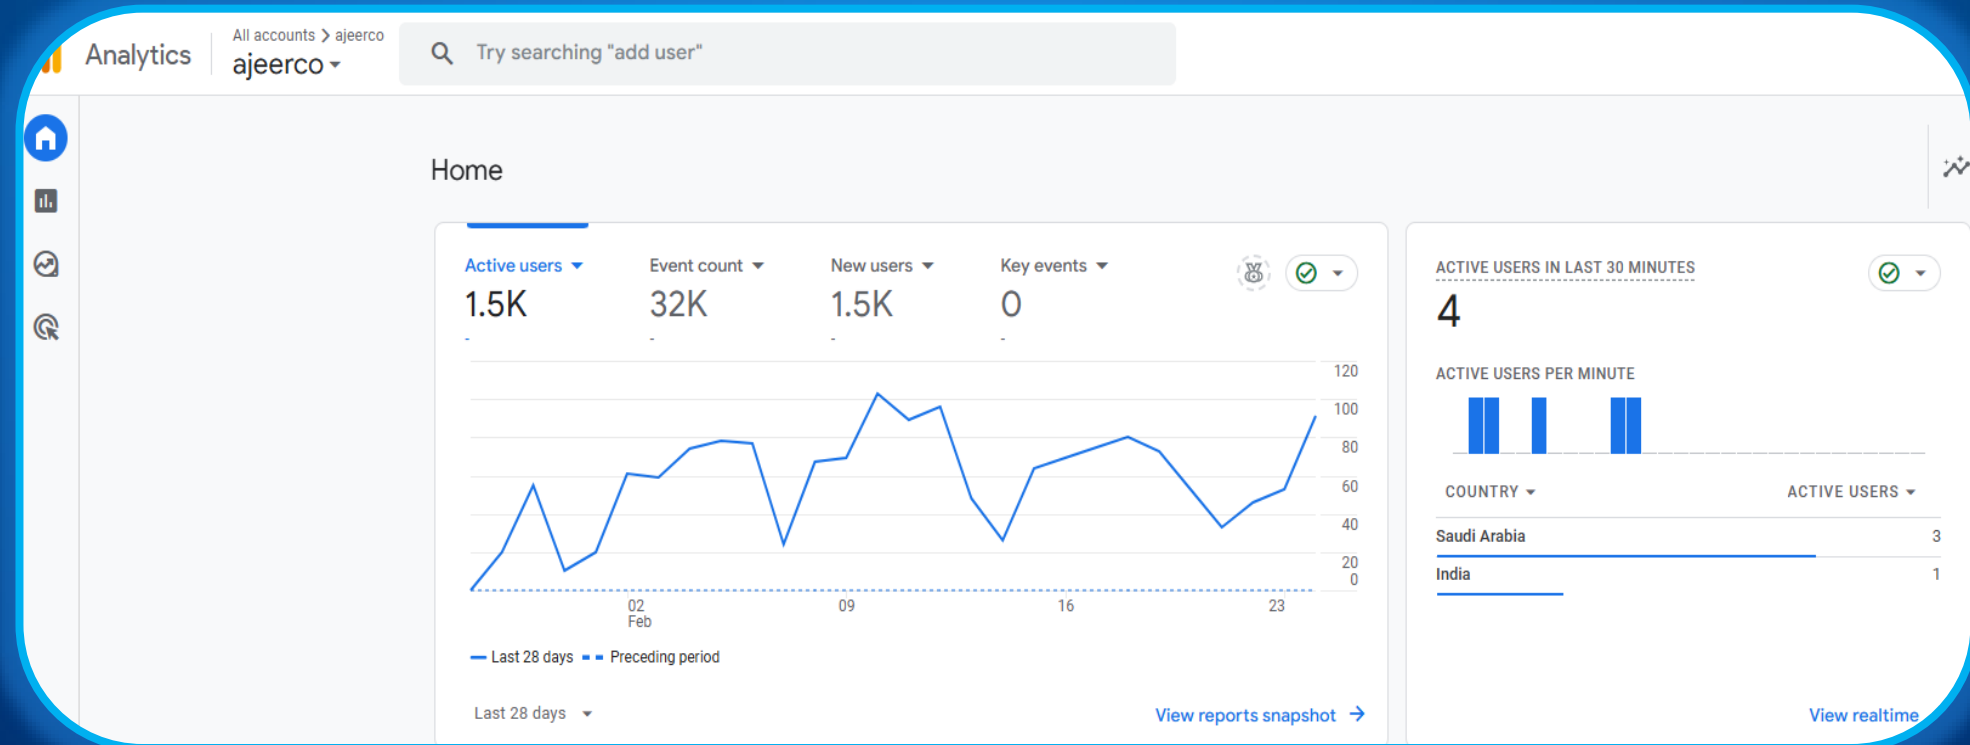 Analytics
All accounts > ajeerco
ajeerco
Try searching "add user"
Home
Active users
1.5K
-
Event count
32K
-
New users
1.5K
-
Key events
0
-
120
100
80
60
40
20
0
02
Feb
09
16
23
Last 28 days
Preceding period
Last 28 days
View reports snapshot
ACTIVE USERS IN LAST 30 MINUTES
4
ACTIVE USERS PER MINUTE
COUNTRY
ACTIVE USERS
Saudi Arabia 3
India 1
View realtime